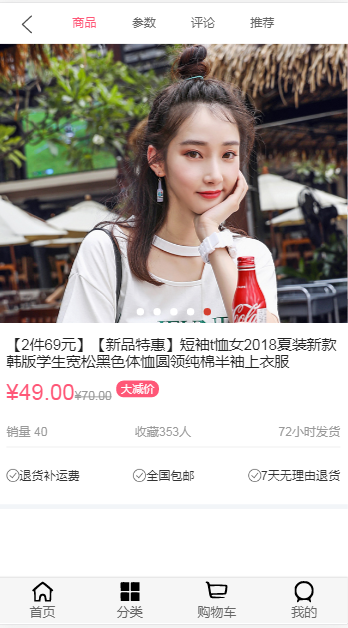 商品 参数 评论 推荐
【2件69元】【新品特惠】短袖t恤女2018夏装新款
韩版学生宽松黑色体恤圆领纯棉半袖上衣服
¥49.00 ¥70.00 大减价
销量 40 收藏353人 72小时发货
退货补运费 全国包邮 7天无理由退货
首页 分类 购物车 我的